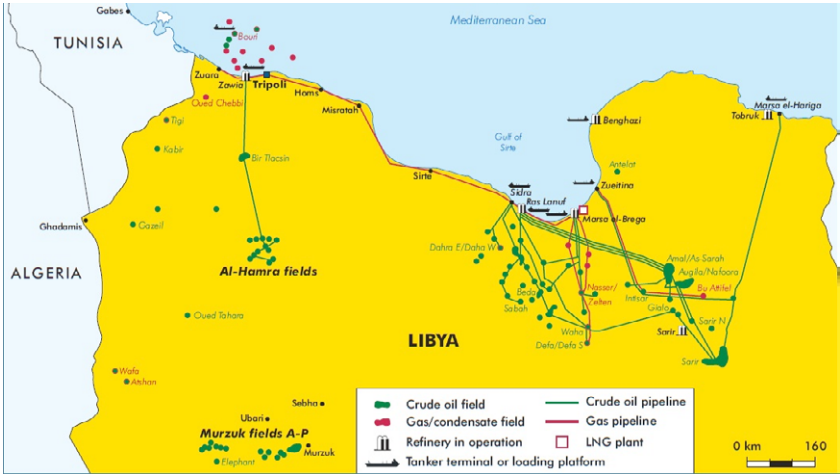 Gabes
Mediterranean Sea
TUNISIA
Bouri
Zuara
Zawia
Tripoli
Oued Chebbi
Homs
Misratah
Tigi
Kabir
Bir Tlacsin
Benghazi
Tobruk
Marsa el-Hariga
Gulf of
Sirte
Antelat
Sirte
Zueitina
Sidra
Ras Lanuf
Marsa el-Brega
Ghadamis
Gazeil
Dahra E/Daha W
Amal/As Sarah
Augila/Nafoora
ALGERIA
Al-Hamra fields
Beda
Nasser/
Zelten
Bu Attifel
Intisar
Sabah
Gialo
Oued Tahara
Waha
Sarir
Sarir N
LIBYA
Defa/Defa S
Sarir
Wafa
Atshan
Sebha
Ubari
Murzuk fields A-P
Murzuk
Elephant
Crude oil field
Crude oil pipeline
Gas/condensate field
Gas pipeline
Refinery in operation
LNG plant
Tanker terminal or loading platform
0 km 160